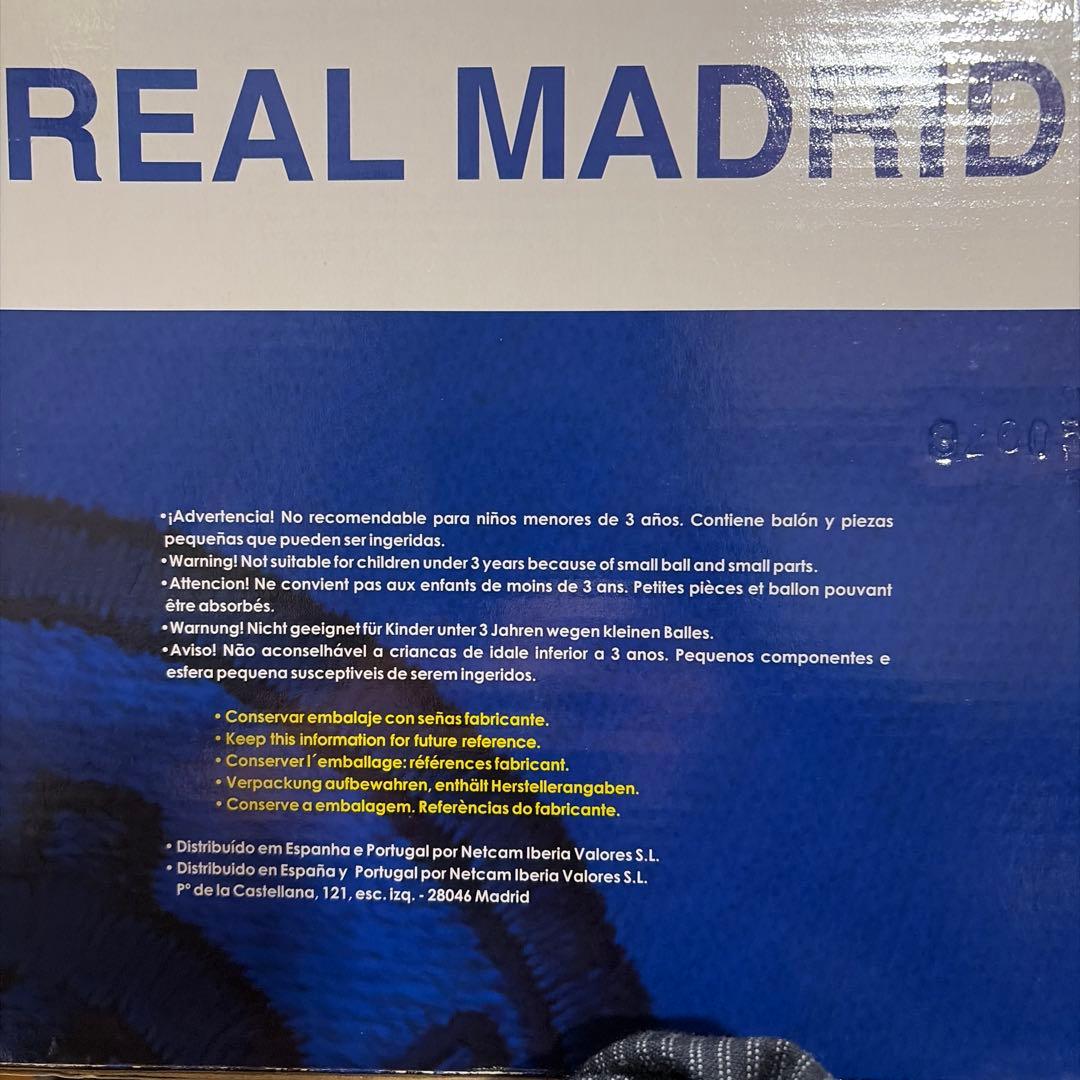 REAL MADRID
•¡Advertencia! No recomendable para niños menores de 3 años. Contiene balón y piezas
pequeñas que pueden ser ingeridas.
•Warning! Not suitable for children under 3 years because of small ball and small parts.
•Attencion! Ne convient pas aux enfants de moins de 3 ans. Petites pièces et ballon pouvant
être absorbés.
•Warnung! Nicht geeignet für Kinder unter 3 Jahren wegen kleinen Balles.
•Aviso! Não aconselhável a criancas de idale inferior a 3 anos. Pequenos componentes e
esfera pequena susceptiveis de serem ingeridos.
• Conservar embalaje con señas fabricante.
• Keep this information for future reference.
• Conserver l´emballage: références fabricant.
• Verpackung aufbewahren, enthält Herstellerangaben.
• Conserve a embalagem. Referències do fabricante.
• Distribuído em Espanha e Portugal por Netcam Iberia Valores S.L.
• Distribuido en España y Portugal por Netcam Iberia Valores S.L.
Pº de la Castellana, 121, esc. izq. - 28046 Madrid